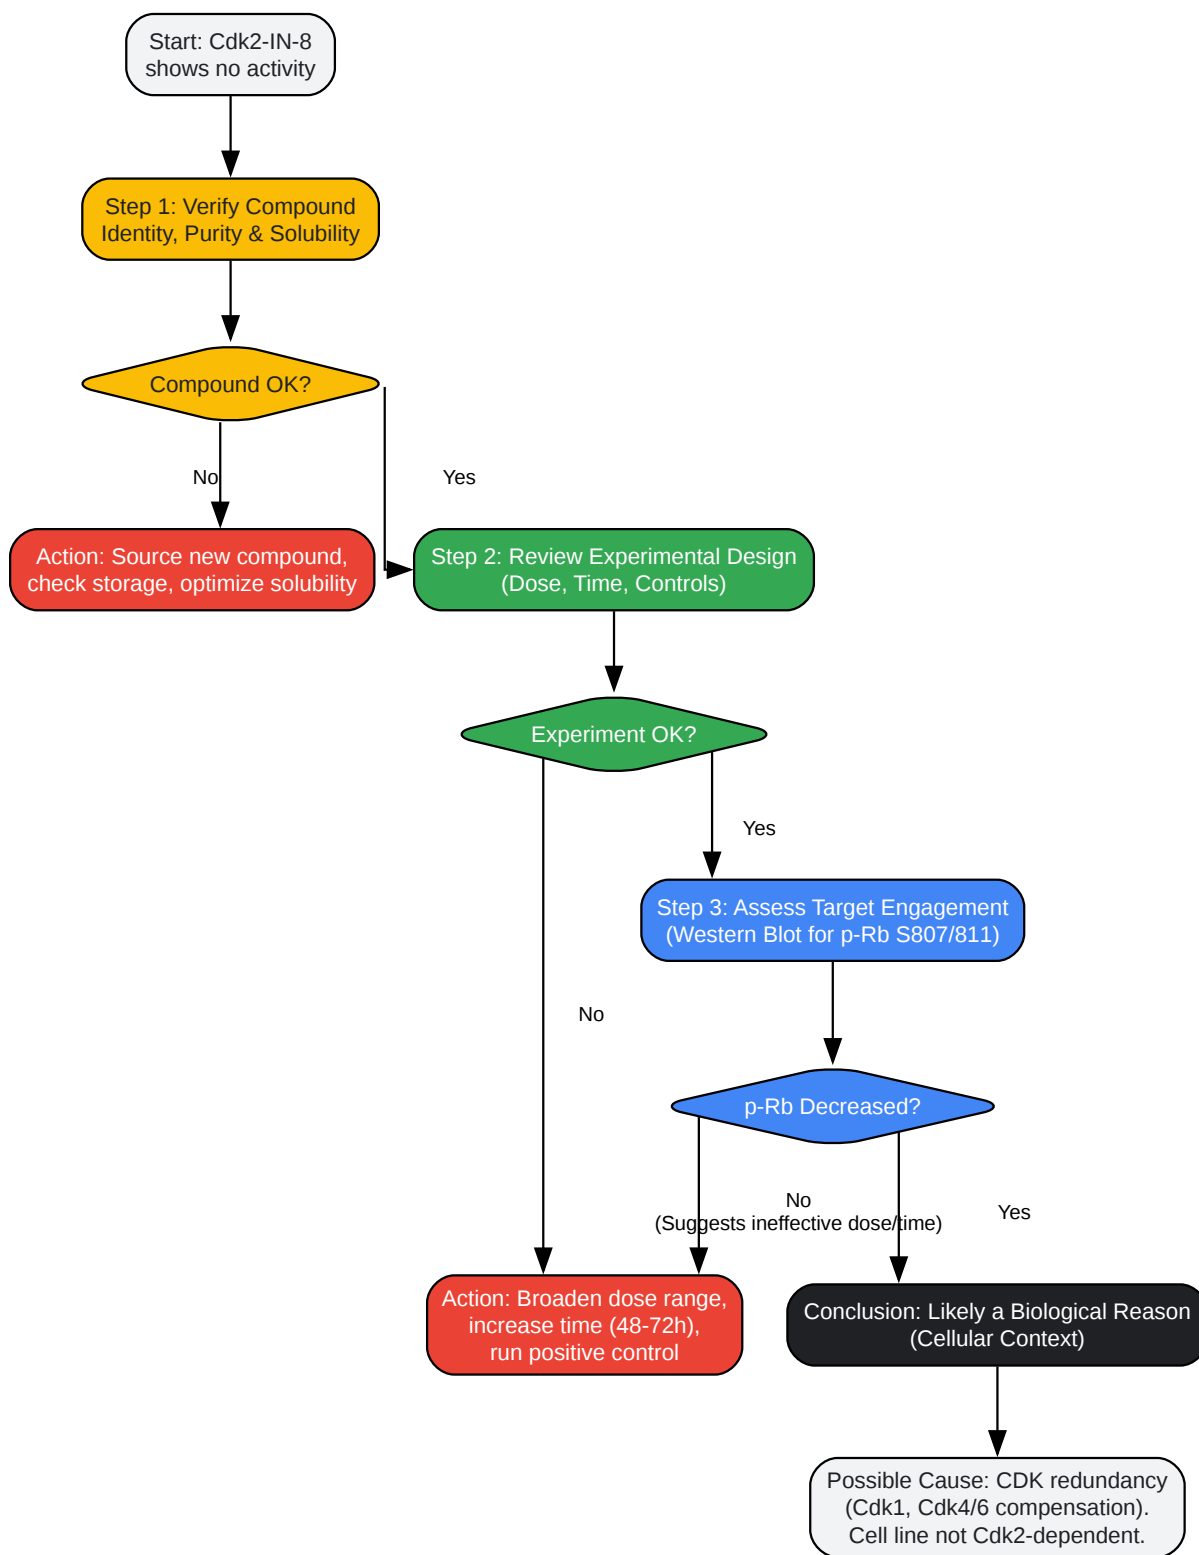 Start: Cdk2-IN-8
shows no activity
Step 1: Verify Compound
Identity, Purity & Solubility
Compound OK?
No
Yes
Action: Source new compound,
check storage, optimize solubility
Step 2: Review Experimental Design
(Dose, Time, Controls)
Experiment OK?
Yes
Step 3: Assess Target Engagement
(Western Blot for p-Rb S807/811)
No
p-Rb Decreased?
No
(Suggests ineffective dose/time)
Yes
Action: Broaden dose range,
increase time (48-72h),
run positive control
Conclusion: Likely a Biological Reason
(Cellular Context)
Possible Cause: CDK redundancy
(Cdk1, Cdk4/6 compensation).
Cell line not Cdk2-dependent.